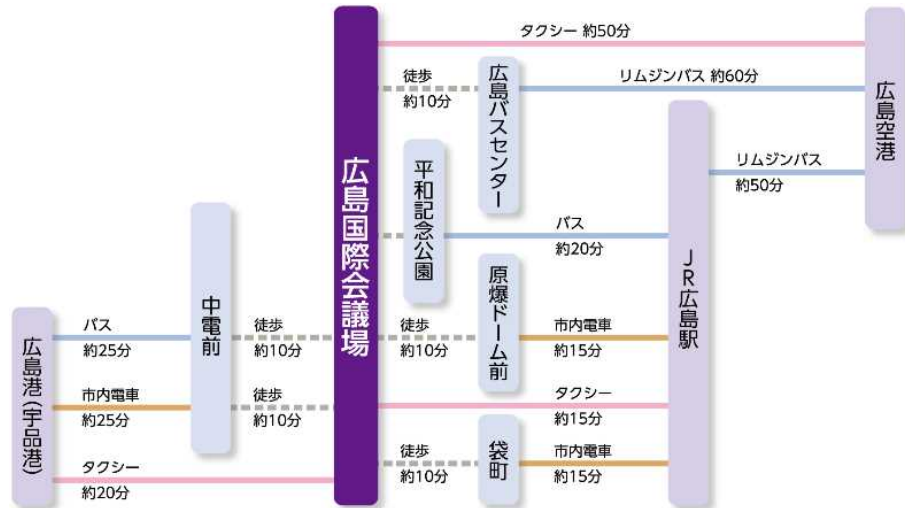 タクシー 約50分
徒歩
約10分
広島バスセンター
リムジンバス 約60分
広島空港
リムジンバス
約50分
広島国際会議場
平和記念公園
バス
約20分
JR広島駅
原爆ドーム前
中電前
広島港(宇品港)
バス
約25分
徒歩
約10分
徒歩
約10分
市内電車
約15分
市内電車
約25分
徒歩
約10分
タクシー
約15分
袋町
徒歩
約10分
市内電車
約15分
タクシー
約20分